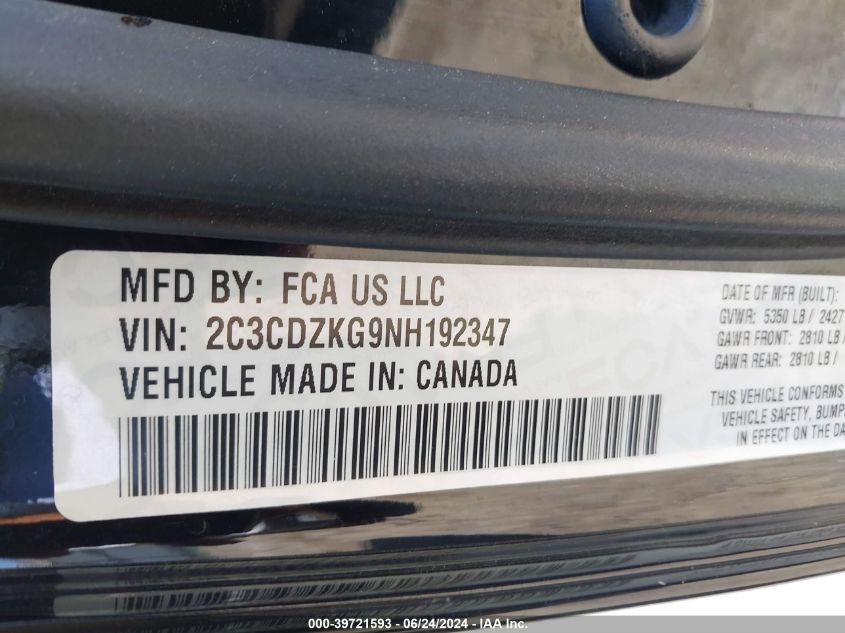 MFD BY: FCA US LLC
VIN: 2C3CDZKG9NH192347
VEHICLE MADE IN: CANADA
DATE OF MFR (BUILT):
GVWR: 5350 LB / 2427
GAWR FRONT: 2810 LB /
GAWR REAR: 2810 LB /
THIS VEHICLE CONFORMS
VEHICLE SAFETY, BUMP
IN EFFECT ON THE DA
000-39721593 - 06/24/2024 - IAA Inc.